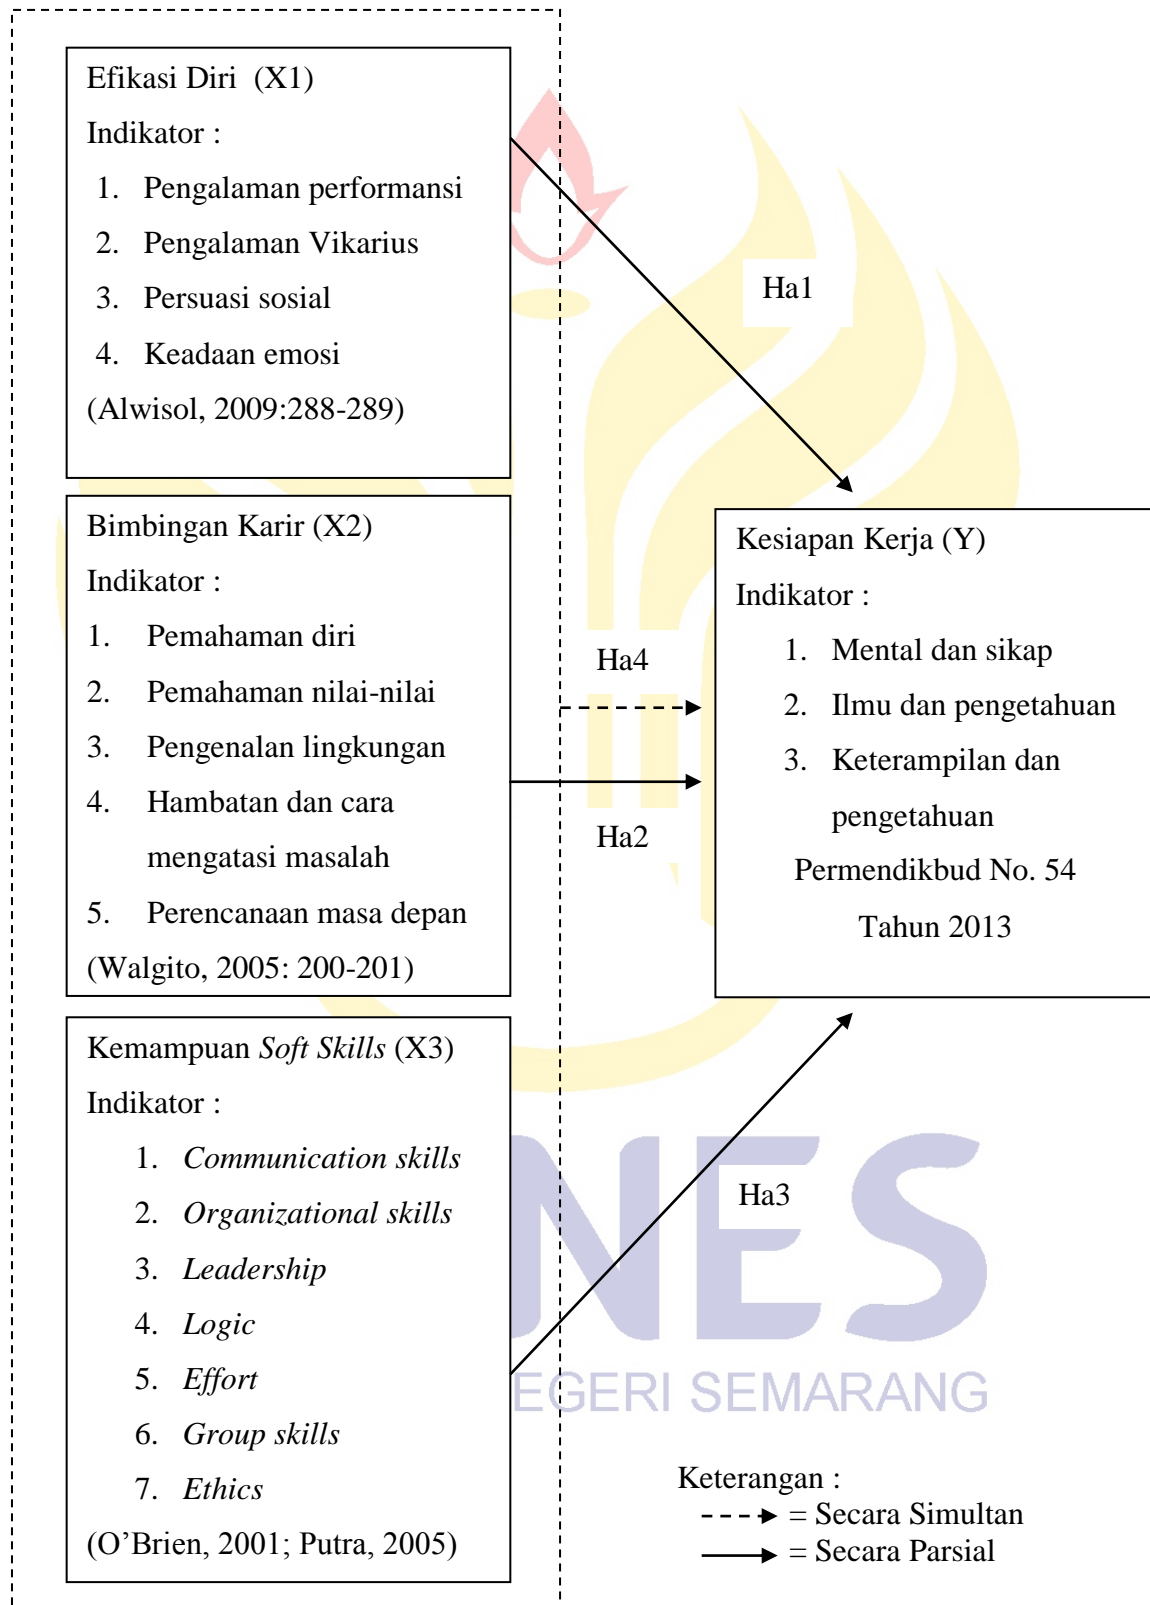 Efikasi Diri (X1)
Indikator :
1. Pengalaman performansi
2. Pengalaman Vikarius
3. Persuasi sosial
4. Keadaan emosi
(Alwisol, 2009:288-289)
Ha1
Bimbingan Karir (X2)
Indikator :
1. Pemahaman diri
2. Pemahaman nilai-nilai
3. Pengenalan lingkungan
4. Hambatan dan cara
mengatasi masalah
5. Perencanaan masa depan
(Walgito, 2005: 200-201)
Ha4
Ha2
Kesiapan Kerja (Y)
Indikator :
1. Mental dan sikap
2. Ilmu dan pengetahuan
3. Keterampilan dan
pengetahuan
Permendikbud No. 54
Tahun 2013
Kemampuan Soft Skills (X3)
Indikator :
1. Communication skills
2. Organizational skills
3. Leadership
4. Logic
5. Effort
6. Group skills
7. Ethics
(O’Brien, 2001; Putra, 2005)
Ha3
NES
EGERI SEMARANG
Keterangan :
= Secara Simultan
= Secara Parsial